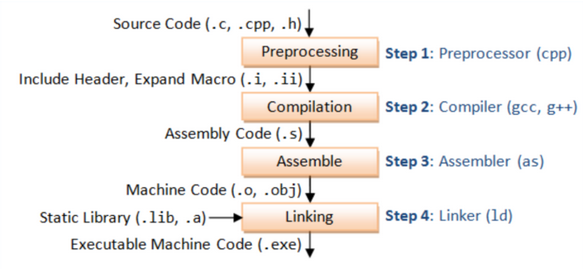 Source Code (.c, .cpp, .h)
Preprocessing
Step 1: Preprocessor (cpp)
Include Header, Expand Macro (.i, .ii)
Compilation
Step 2: Compiler (gcc, g++)
Assembly Code (.s)
Assemble
Step 3: Assembler (as)
Machine Code (.o, .obj)
Static Library (.lib, .a)
Linking
Step 4: Linker (ld)
Executable Machine Code (.exe)